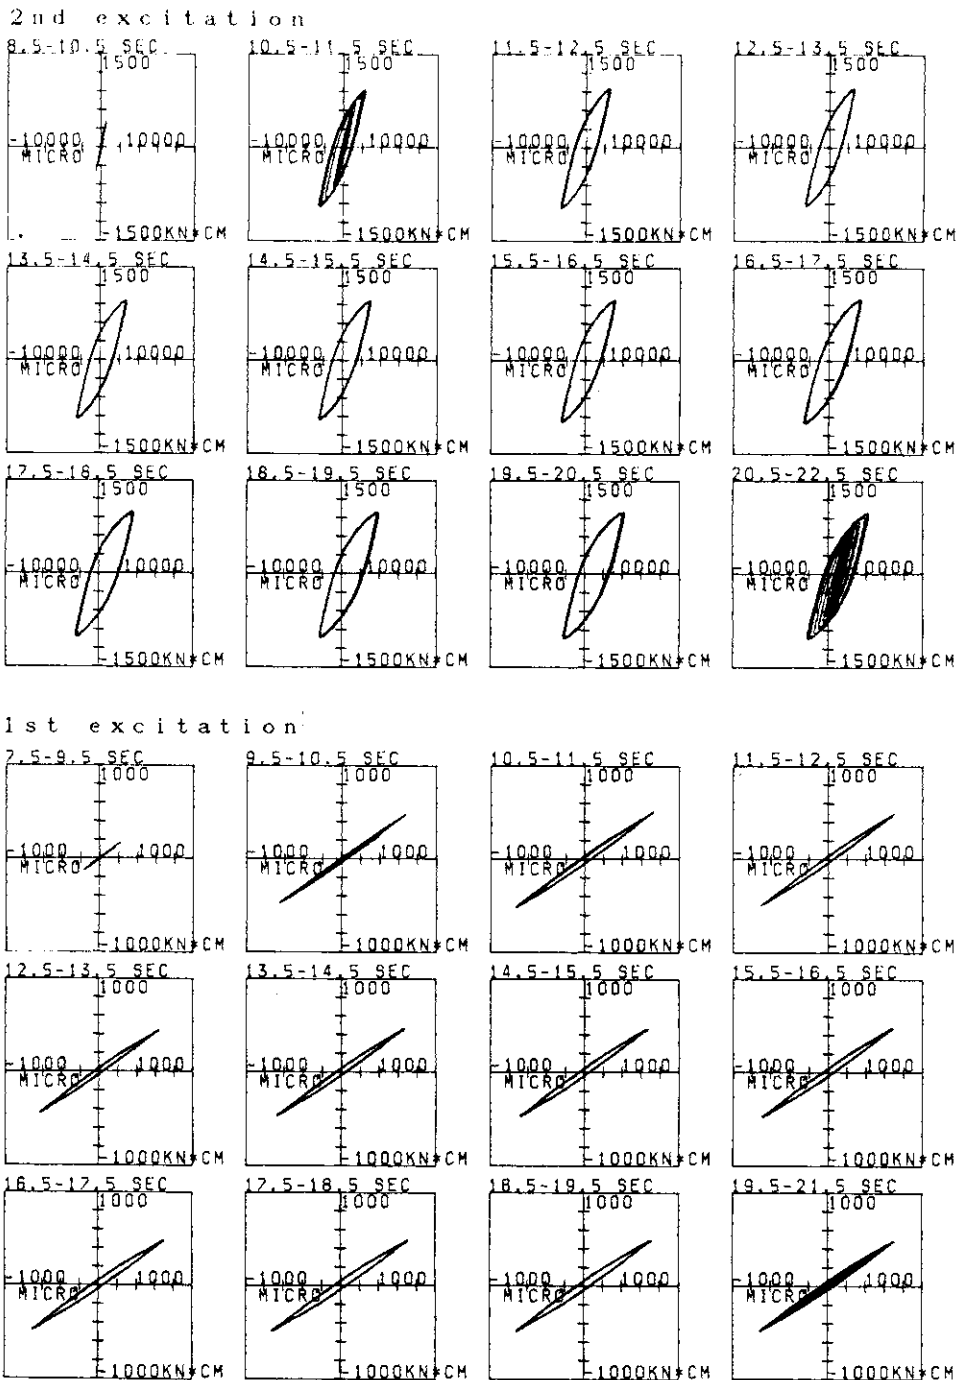 2nd excitation
8.5-10.5 SEC 10.5-11.5 SEC 11.5-12.5 SEC 12.5-13.5 SEC
1500 1500 1500 1500
-10000 10000 -10000 10000 -10000 10000 -10000 10000
MICRO MICRO MICRO MICRO
-1500KN*CM -1500KN*CM -1500KN*CM -1500KN*CM
13.5-14.5 SEC 14.5-15.5 SEC 15.5-16.5 SEC 16.5-17.5 SEC
1500 1500 1500 1500
-10000 10000 -10000 10000 -10000 10000 -10000 10000
MICRO MICRO MICRO MICRO
-1500KN*CM -1500KN*CM -1500KN*CM -1500KN*CM
17.5-18.5 SEC 18.5-19.5 SEC 19.5-20.5 SEC 20.5-22.5 SEC
1500 1500 1500 1500
-10000 10000 -10000 10000 -10000 10000 -10000 10000
MICRO MICRO MICRO MICRO
-1500KN*CM -1500KN*CM -1500KN*CM -1500KN*CM
1st excitation
7.5-9.5 SEC 9.5-10.5 SEC 10.5-11.5 SEC 11.5-12.5 SEC
1000 1000 1000 1000
-1000 1000 -1000 1000 -1000 1000 -1000 1000
MICRO MICRO MICRO MICRO
-1000KN*CM -1000KN*CM -1000KN*CM -1000KN*CM
12.5-13.5 SEC 13.5-14.5 SEC 14.5-15.5 SEC 15.5-16.5 SEC
1000 1000 1000 1000
-1000 1000 -1000 1000 -1000 1000 -1000 1000
MICRO MICRO MICRO MICRO
-1000KN*CM -1000KN*CM -1000KN*CM -1000KN*CM
16.5-17.5 SEC 17.5-18.5 SEC 18.5-19.5 SEC 19.5-21.5 SEC
1000 1000 1000 1000
-1000 1000 -1000 1000 -1000 1000 -1000 1000
MICRO MICRO MICRO MICRO
-1000KN*CM -1000KN*CM -1000KN*CM -1000KN*CM